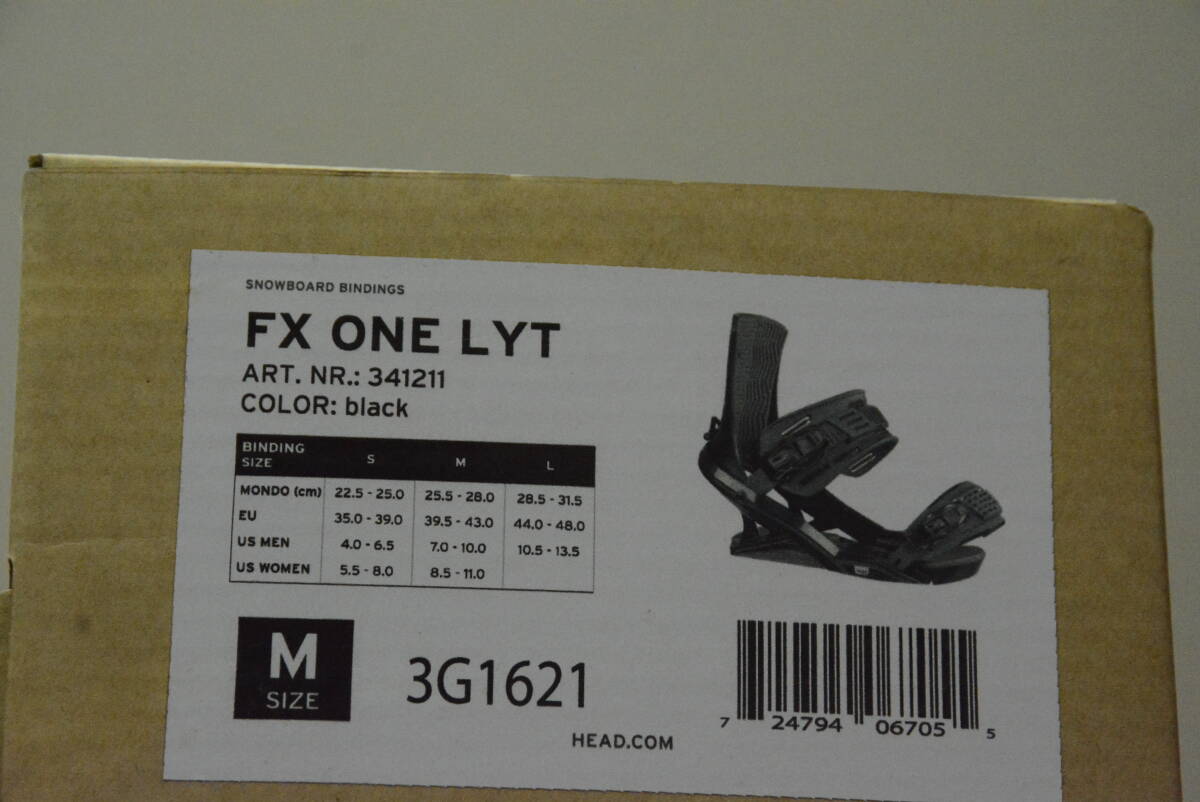 SNOWBOARD BINDINGS
FX ONE LYT
ART. NR.: 341211
COLOR: black
BINDING SIZE S M L
MONDO (cm) 22.5 - 25.0 25.5 - 28.0 28.5 - 31.5
EU 35.0 - 39.0 39.5 - 43.0 44.0 - 48.0
US MEN 4.0 - 6.5 7.0 - 10.0 10.5 - 13.5
US WOMEN 5.5 - 8.0 8.5 - 11.0
M
SIZE
3G1621
7 24794 06705 5
HEAD.COM